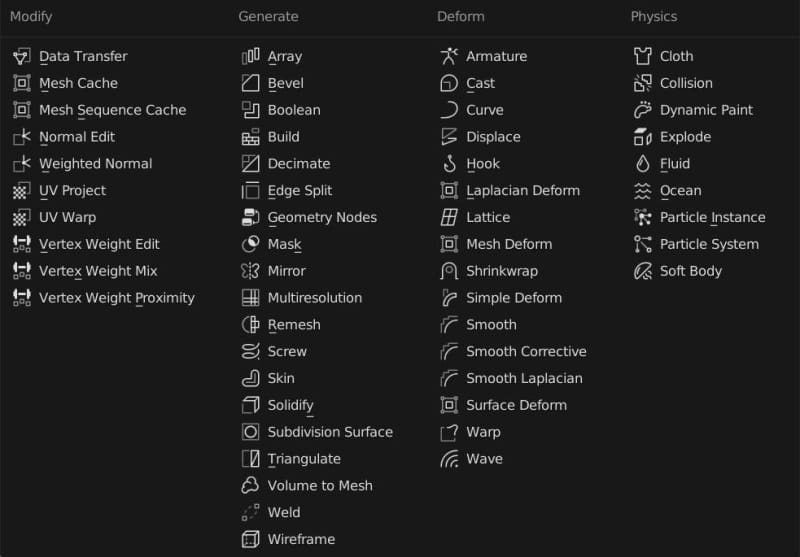 Modify
Data Transfer
Mesh Cache
Mesh Sequence Cache
Normal Edit
Weighted Normal
UV Project
UV Warp
Vertex Weight Edit
Vertex Weight Mix
Vertex Weight Proximity
Generate
Array
Bevel
Boolean
Build
Decimate
Edge Split
Geometry Nodes
Mask
Mirror
Multiresolution
Remesh
Screw
Skin
Solidify
Subdivision Surface
Triangulate
Volume to Mesh
Weld
Wireframe
Deform
Armature
Cast
Curve
Displace
Hook
Laplacian Deform
Lattice
Mesh Deform
Shrinkwrap
Simple Deform
Smooth
Smooth Corrective
Smooth Laplacian
Surface Deform
Warp
Wave
Physics
Cloth
Collision
Dynamic Paint
Explode
Fluid
Ocean
Particle Instance
Particle System
Soft Body